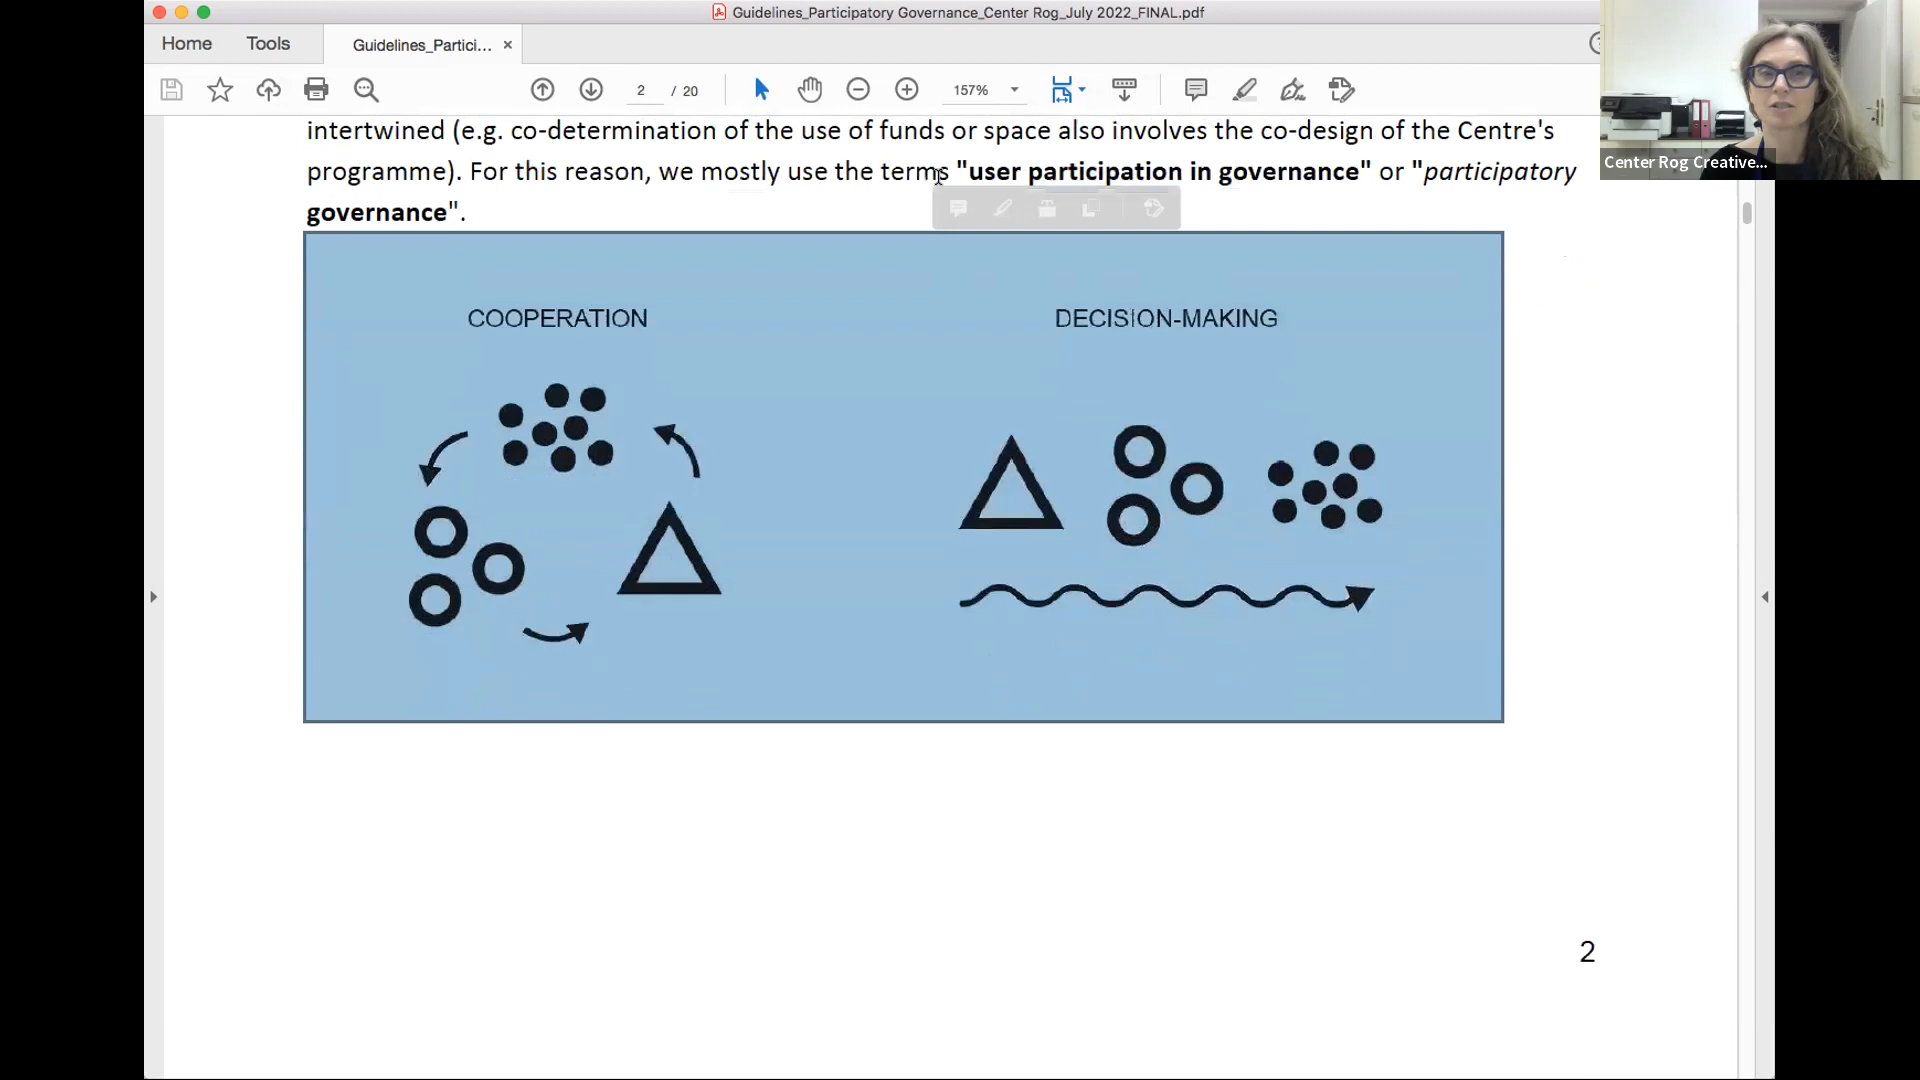 Guidelines_Participatory Governance_Center Rog_July 2022_FINAL.pdf
Home Tools Guidelines_Partici... ×
2 / 20 157%
Center Rog Creative...
intertwined (e.g. co-determination of the use of funds or space also involves the co-design of the Centre's
programme). For this reason, we mostly use the terms "user participation in governance" or "participatory
governance".
COOPERATION DECISION-MAKING
2